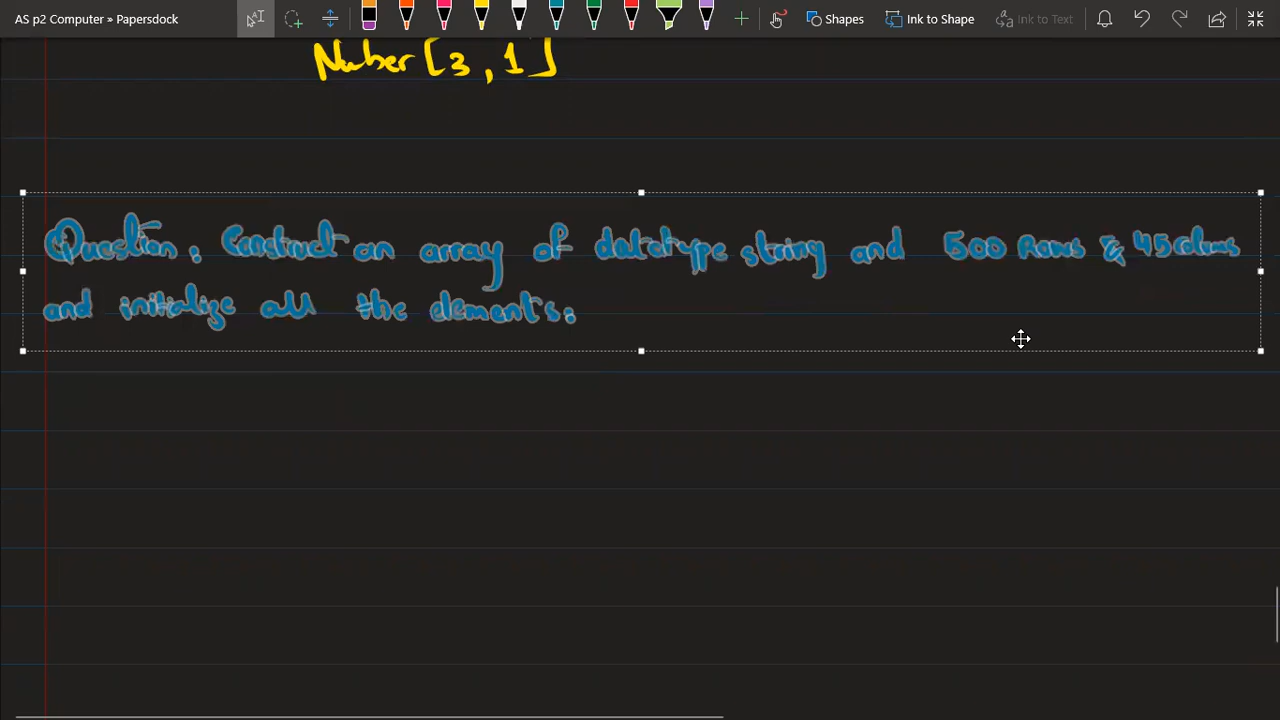 AS p2 Computer » Papersdock
Shapes
Ink to Shape
Ink to Text
Number [3, 1]
Question: Construct an array of datatype string and 500 Rows & 45 clums
and initialize all the elements: